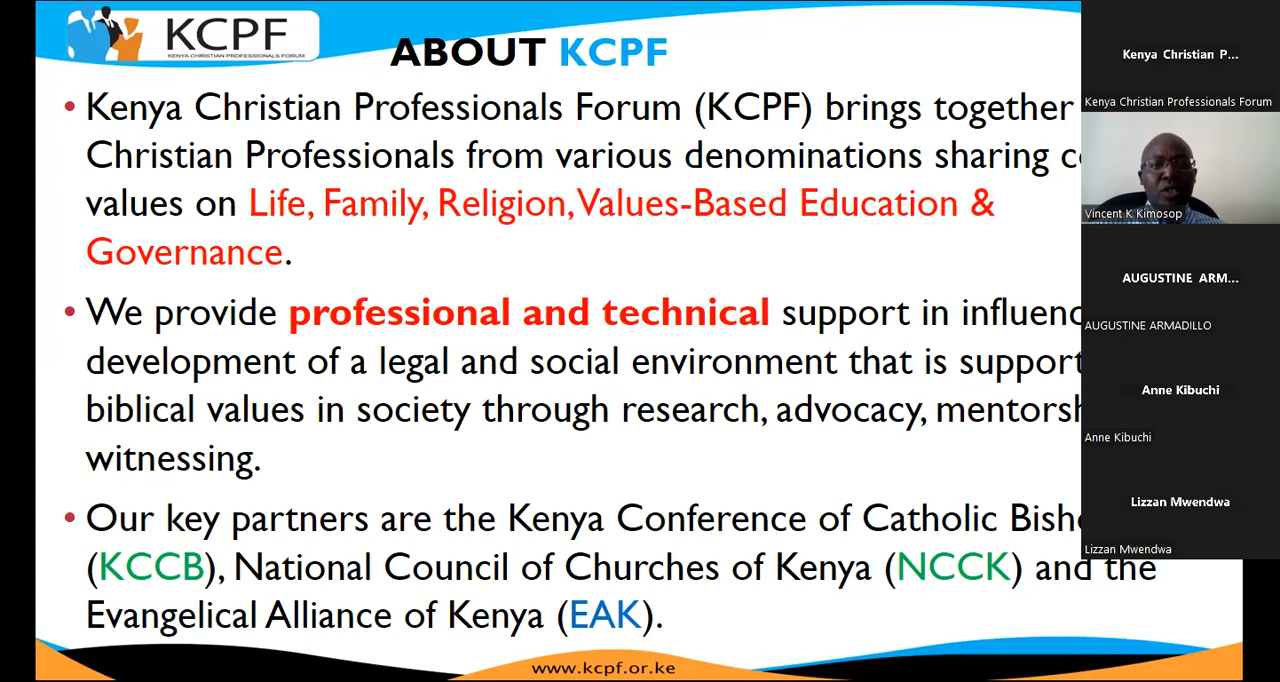 KCPF
KENYA CHRISTIAN PROFESSIONALS FORUM
ABOUT KCPF
• Kenya Christian Professionals Forum (KCPF) brings together
Christian Professionals from various denominations sharing
values on Life, Family, Religion, Values-Based Education &
Governance.
• We provide professional and technical support in
development of a legal and social environment that is
biblical values in society through research, advocacy,
witnessing.
• Our key partners are the Kenya Conference of Catholic
(KCCB), National Council of Churches of Kenya (NCCK) and the
Evangelical Alliance of Kenya (EAK).
www.kcpf.or.ke
Kenya Christian P...
Kenya Christian Professionals Forum
Vincent K Kimosop
AUGUSTINE ARM...
AUGUSTINE ARMADILLO
Anne Kibuchi
Anne Kibuchi
Lizzan Mwendwa
Lizzan Mwendwa